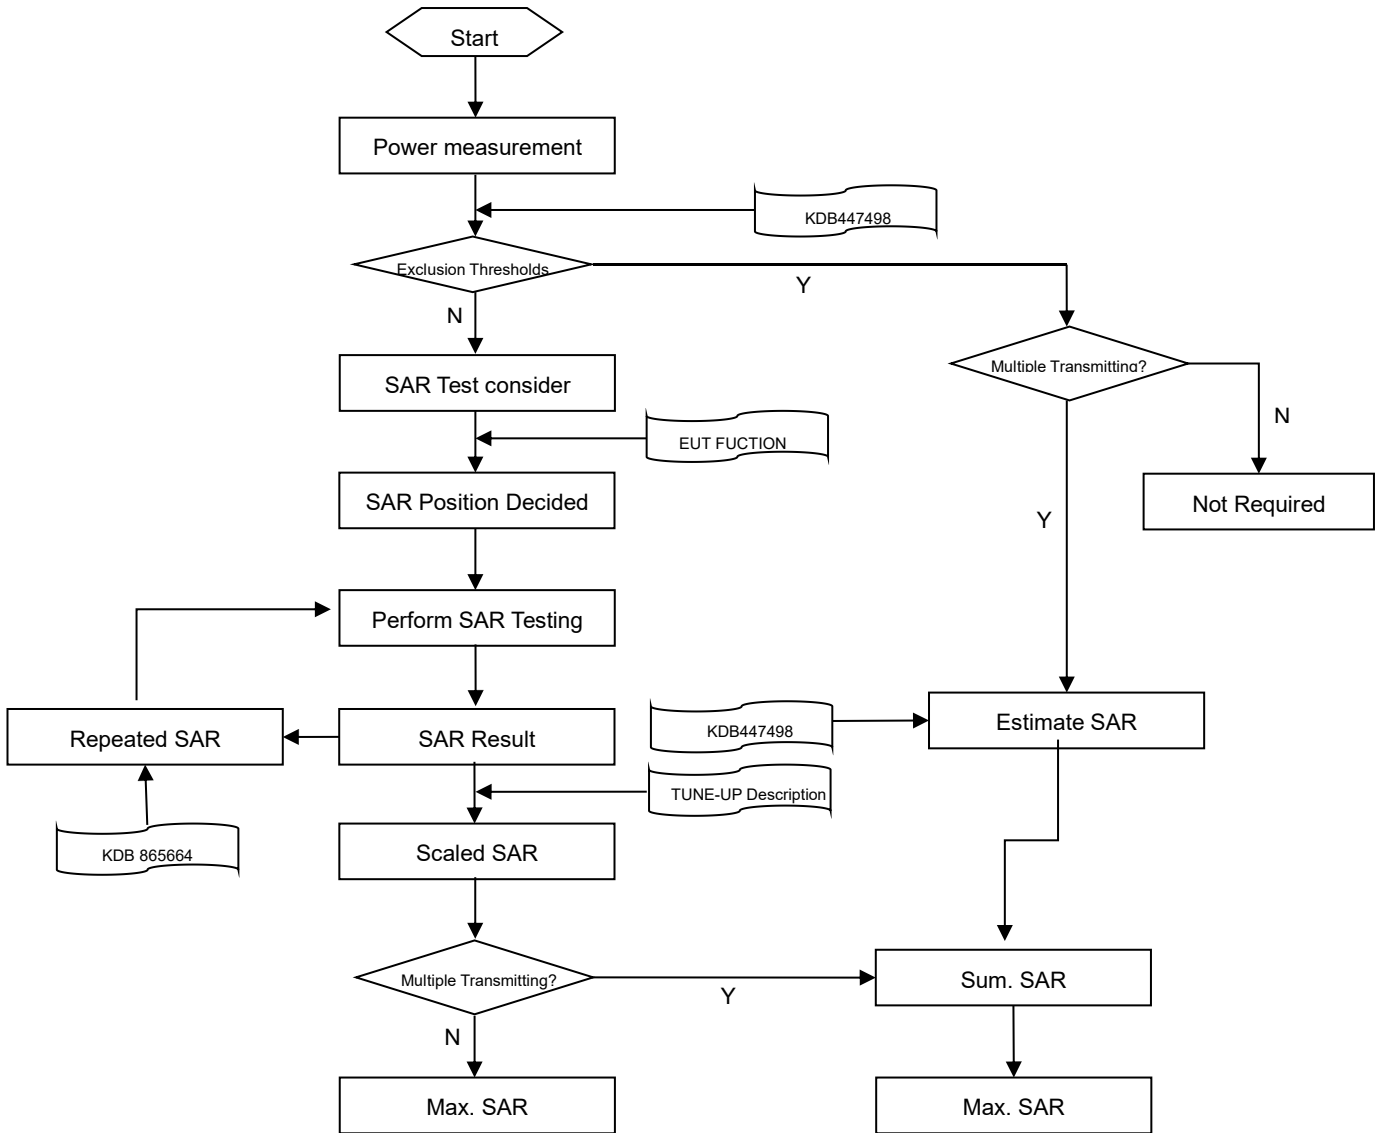 Start
Power measurement
KDB447498
Exclusion Thresholds
Y
N
Multiple Transmitting?
SAR Test consider
N
EUT FUCTION
SAR Position Decided
Not Required
Y
Perform SAR Testing
Repeated SAR
SAR Result
KDB447498
Estimate SAR
TUNE-UP Description
KDB 865664
Scaled SAR
Multiple Transmitting?
Y
Sum. SAR
N
Max. SAR
Max. SAR